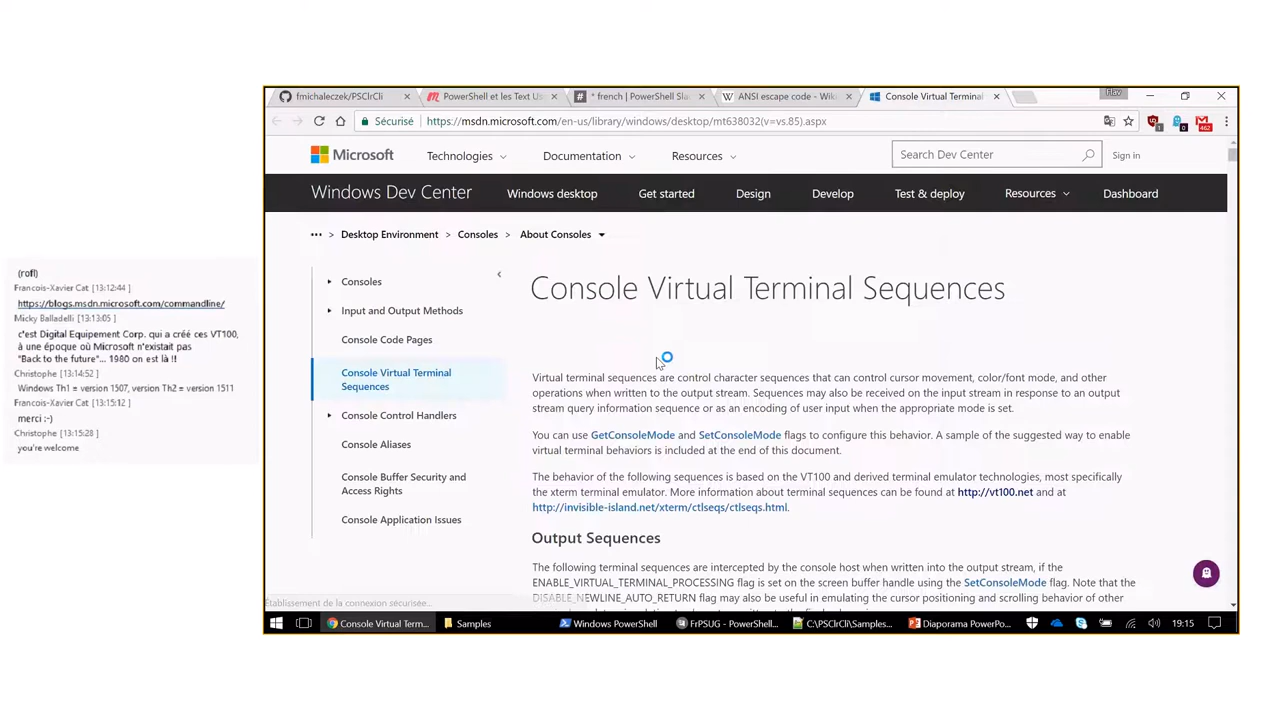 (rofl)
Francois-Xavier Cat [13:12:44]
https://blogs.msdn.microsoft.com/commandline/
Micky Balladelli [13:13:05]
c'est Digital Equipement Corp. qui a créé ces VT100,
à une époque où Microsoft n'existait pas
"Back to the future"... 1980 on est là !!
Christophe [13:14:52]
Windows Th1 = version 1507, version Th2 = version 1511
Francois-Xavier Cat [13:15:12]
merci :-)
Christophe [13:15:28]
you're welcome
fmichaleczek/PSClrCli
PowerShell et les Text Us
* french | PowerShell Sla
ANSI escape code - Wiki
Console Virtual Terminal
Flav
Sécurisé
https://msdn.microsoft.com/en-us/library/windows/desktop/mt638032(v=vs.85).aspx
1
0
462
Microsoft
Technologies
Documentation
Resources
Search Dev Center
Sign in
Windows Dev Center
Windows desktop
Get started
Design
Develop
Test & deploy
Resources
Dashboard
••• > Desktop Environment > Consoles > About Consoles
Consoles
Input and Output Methods
Console Code Pages
Console Virtual Terminal
Sequences
Console Control Handlers
Console Aliases
Console Buffer Security and
Access Rights
Console Application Issues
Console Virtual Terminal Sequences
Virtual terminal sequences are control character sequences that can control cursor movement, color/font mode, and other
operations when written to the output stream. Sequences may also be received on the input stream in response to an output
stream query information sequence or as an encoding of user input when the appropriate mode is set.
You can use GetConsoleMode and SetConsoleMode flags to configure this behavior. A sample of the suggested way to enable
virtual terminal behaviors is included at the end of this document.
The behavior of the following sequences is based on the VT100 and derived terminal emulator technologies, most specifically
the xterm terminal emulator. More information about terminal sequences can be found at http://vt100.net and at
http://invisible-island.net/xterm/ctlseqs/ctlseqs.html.
Output Sequences
The following terminal sequences are intercepted by the console host when written into the output stream, if the
ENABLE_VIRTUAL_TERMINAL_PROCESSING flag is set on the screen buffer handle using the SetConsoleMode flag. Note that the
DISABLE_NEWLINE_AUTO_RETURN flag may also be useful in emulating the cursor positioning and scrolling behavior of other
Établissement de la connexion sécurisée...
Console Virtual Term...
Samples
Windows PowerShell
FrPSUG - PowerShe...
C:\PSClrCli\Samples...
Diaporama PowerPo...
19:15